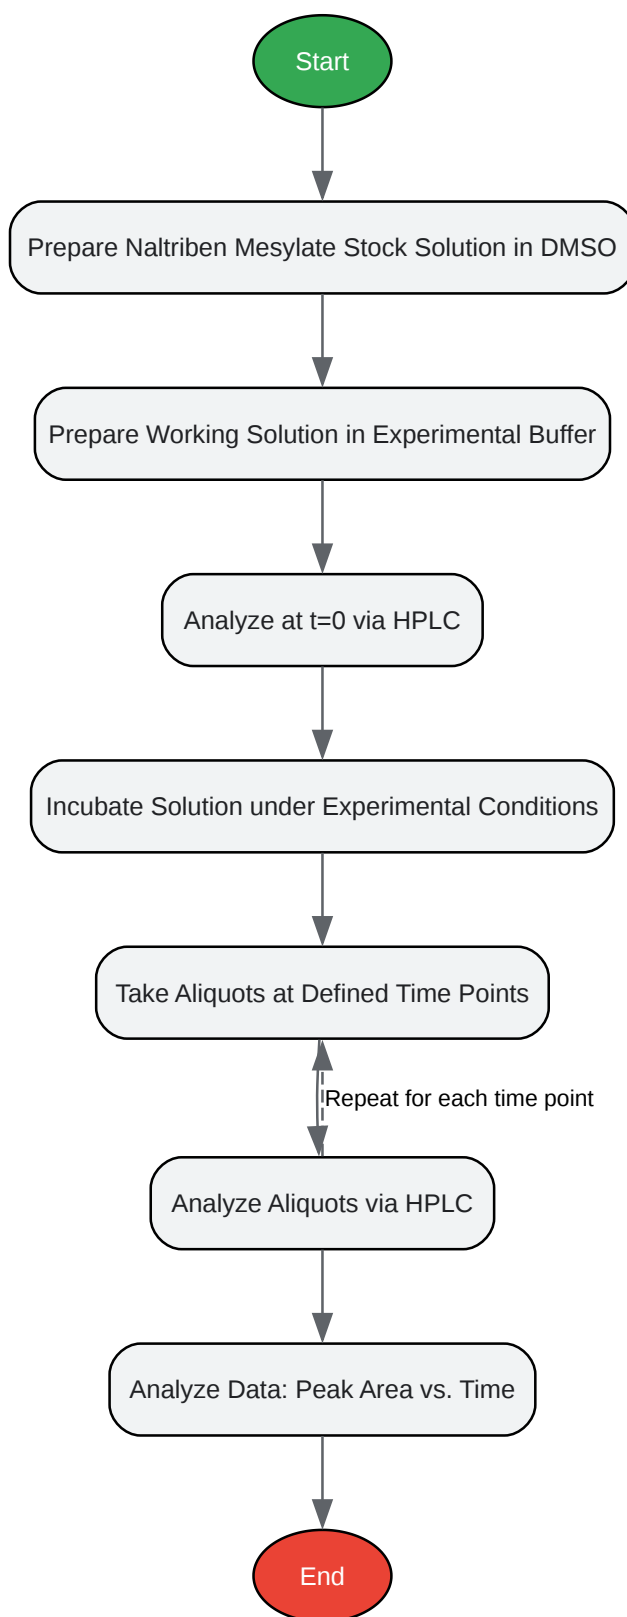 Start
Prepare Naltriben Mesylate Stock Solution in DMSO
Prepare Working Solution in Experimental Buffer
Analyze at t=0 via HPLC
Incubate Solution under Experimental Conditions
Take Aliquots at Defined Time Points
Repeat for each time point
Analyze Aliquots via HPLC
Analyze Data: Peak Area vs. Time
End